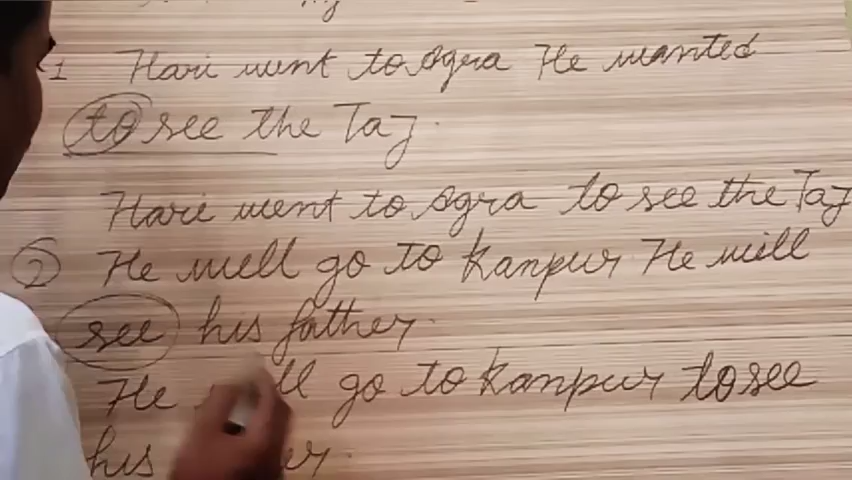 1 Hari went to Agra He wanted
to see the Taj.
Hari went to Agra to see the Taj
2 He will go to Kanpur He will
see his father.
He go to Kanpur to see
his